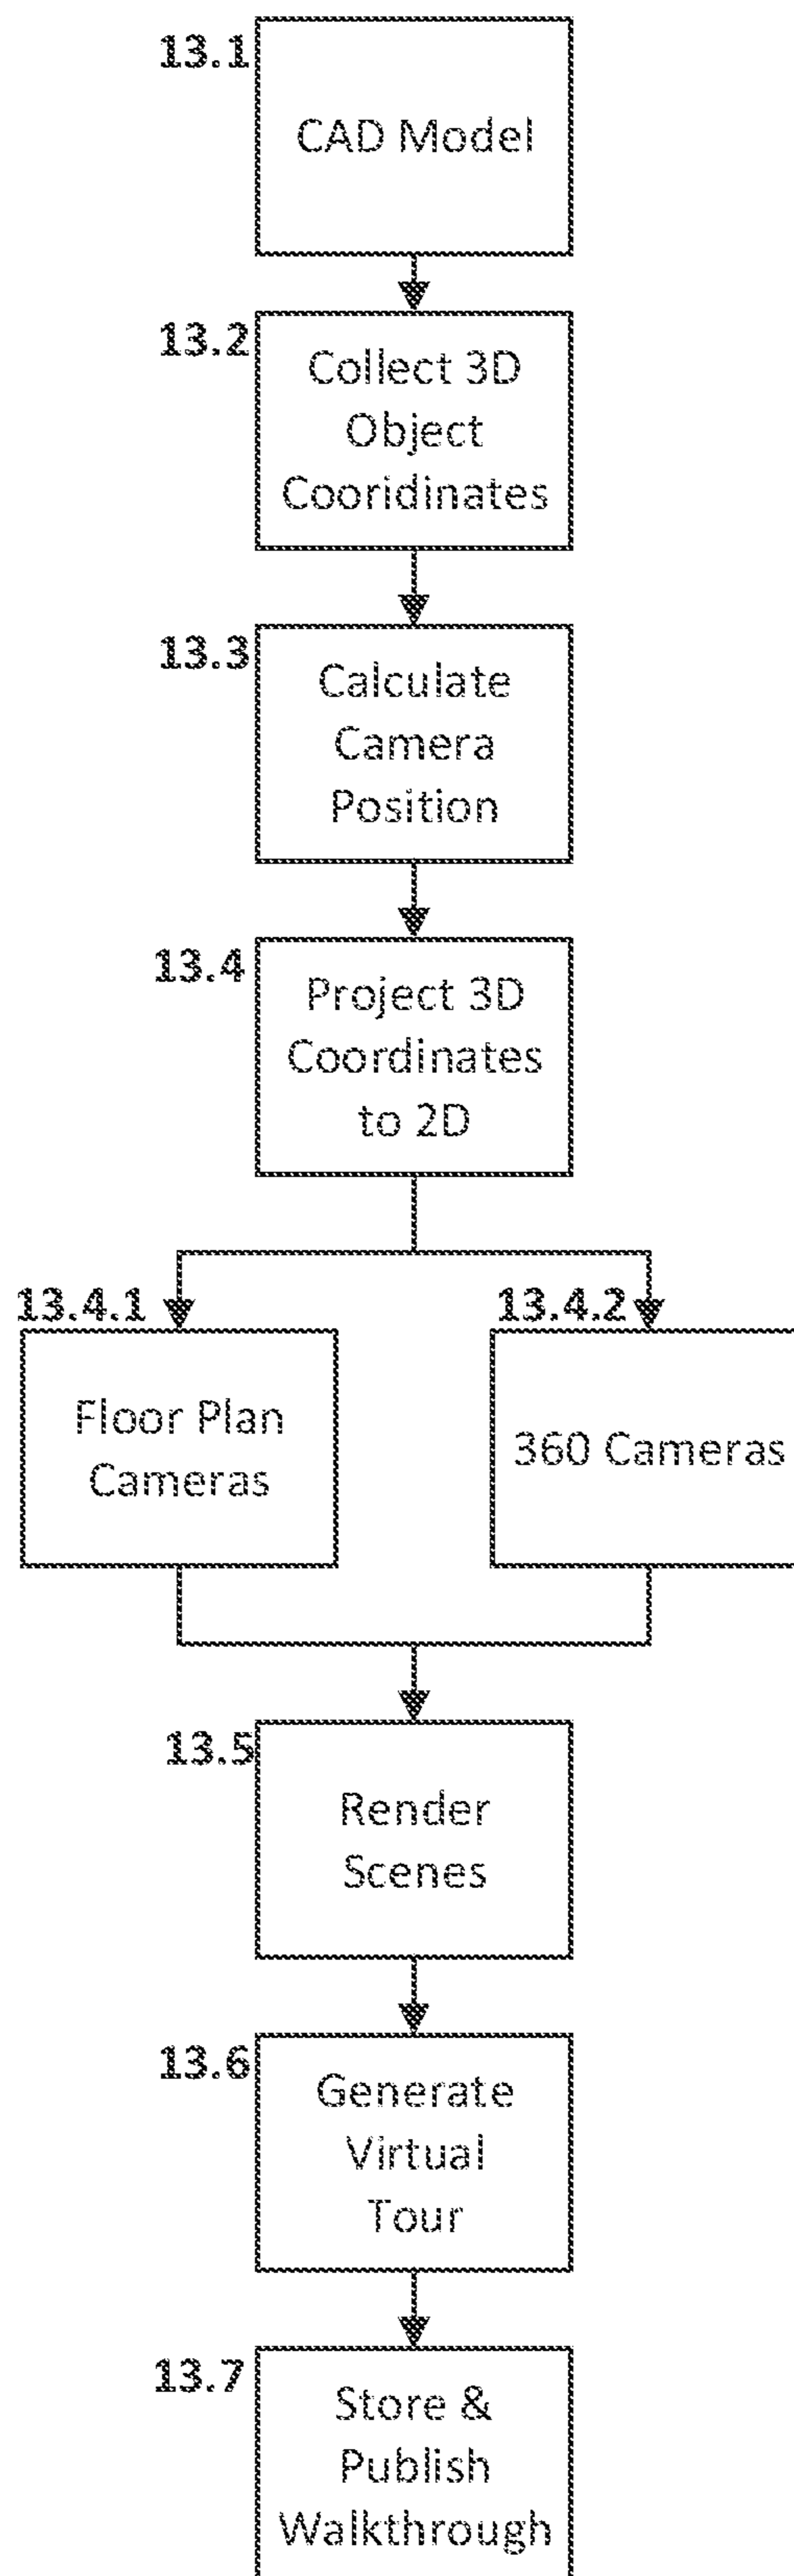 13.1
CAD Model
13.2
Collect 3D
Object
Cooridinates
13.3
Calculate
Camera
Position
13.4
Project 3D
Coordinates
to 2D
13.4.1
Floor Plan
Cameras
13.4.2
360 Cameras
13.5
Render
Scenes
13.6
Generate
Virtual
Tour
13.7
Store &
Publish
Walkthrough